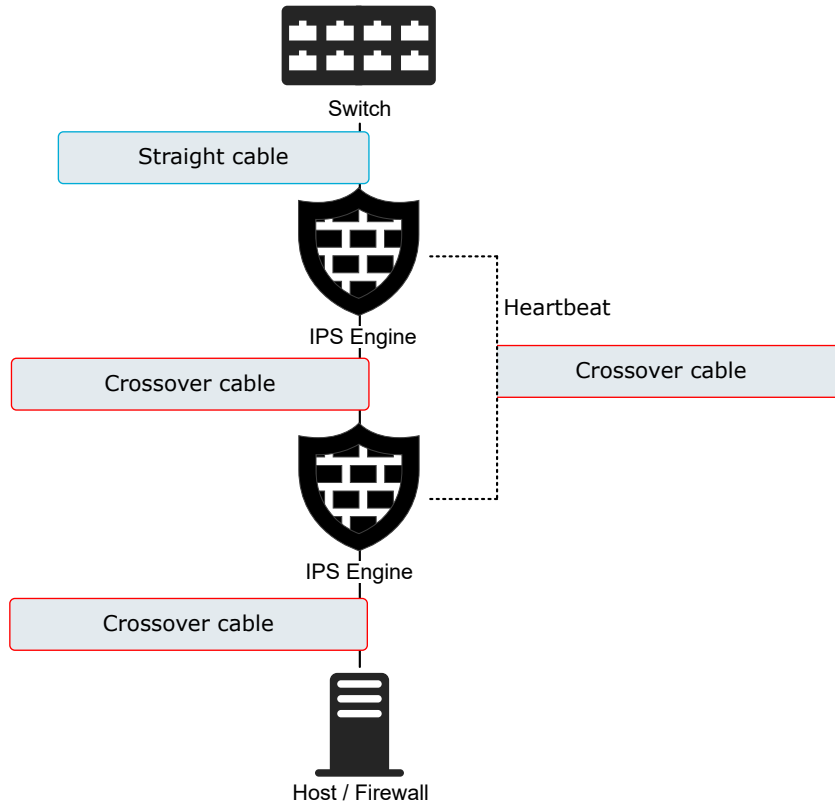 Switch
Straight cable
IPS Engine
Heartbeat
Crossover cable
Crossover cable
IPS Engine
Crossover cable
Host / Firewall